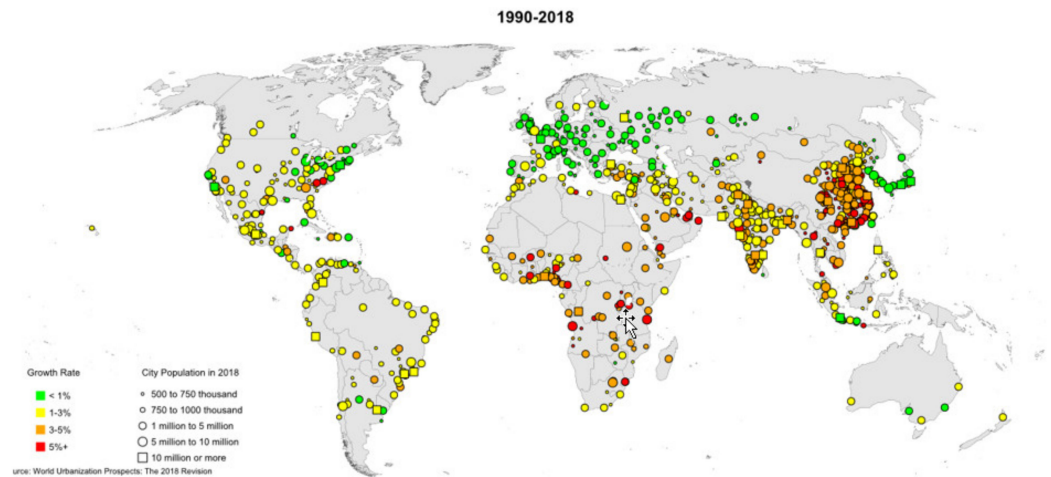 1990-2018
Growth Rate
< 1%
1-3%
3-5%
5%+
City Population in 2018
500 to 750 thousand
750 to 1000 thousand
1 million to 5 million
5 million to 10 million
10 million or more
urce: World Urbanization Prospects: The 2018 Revision